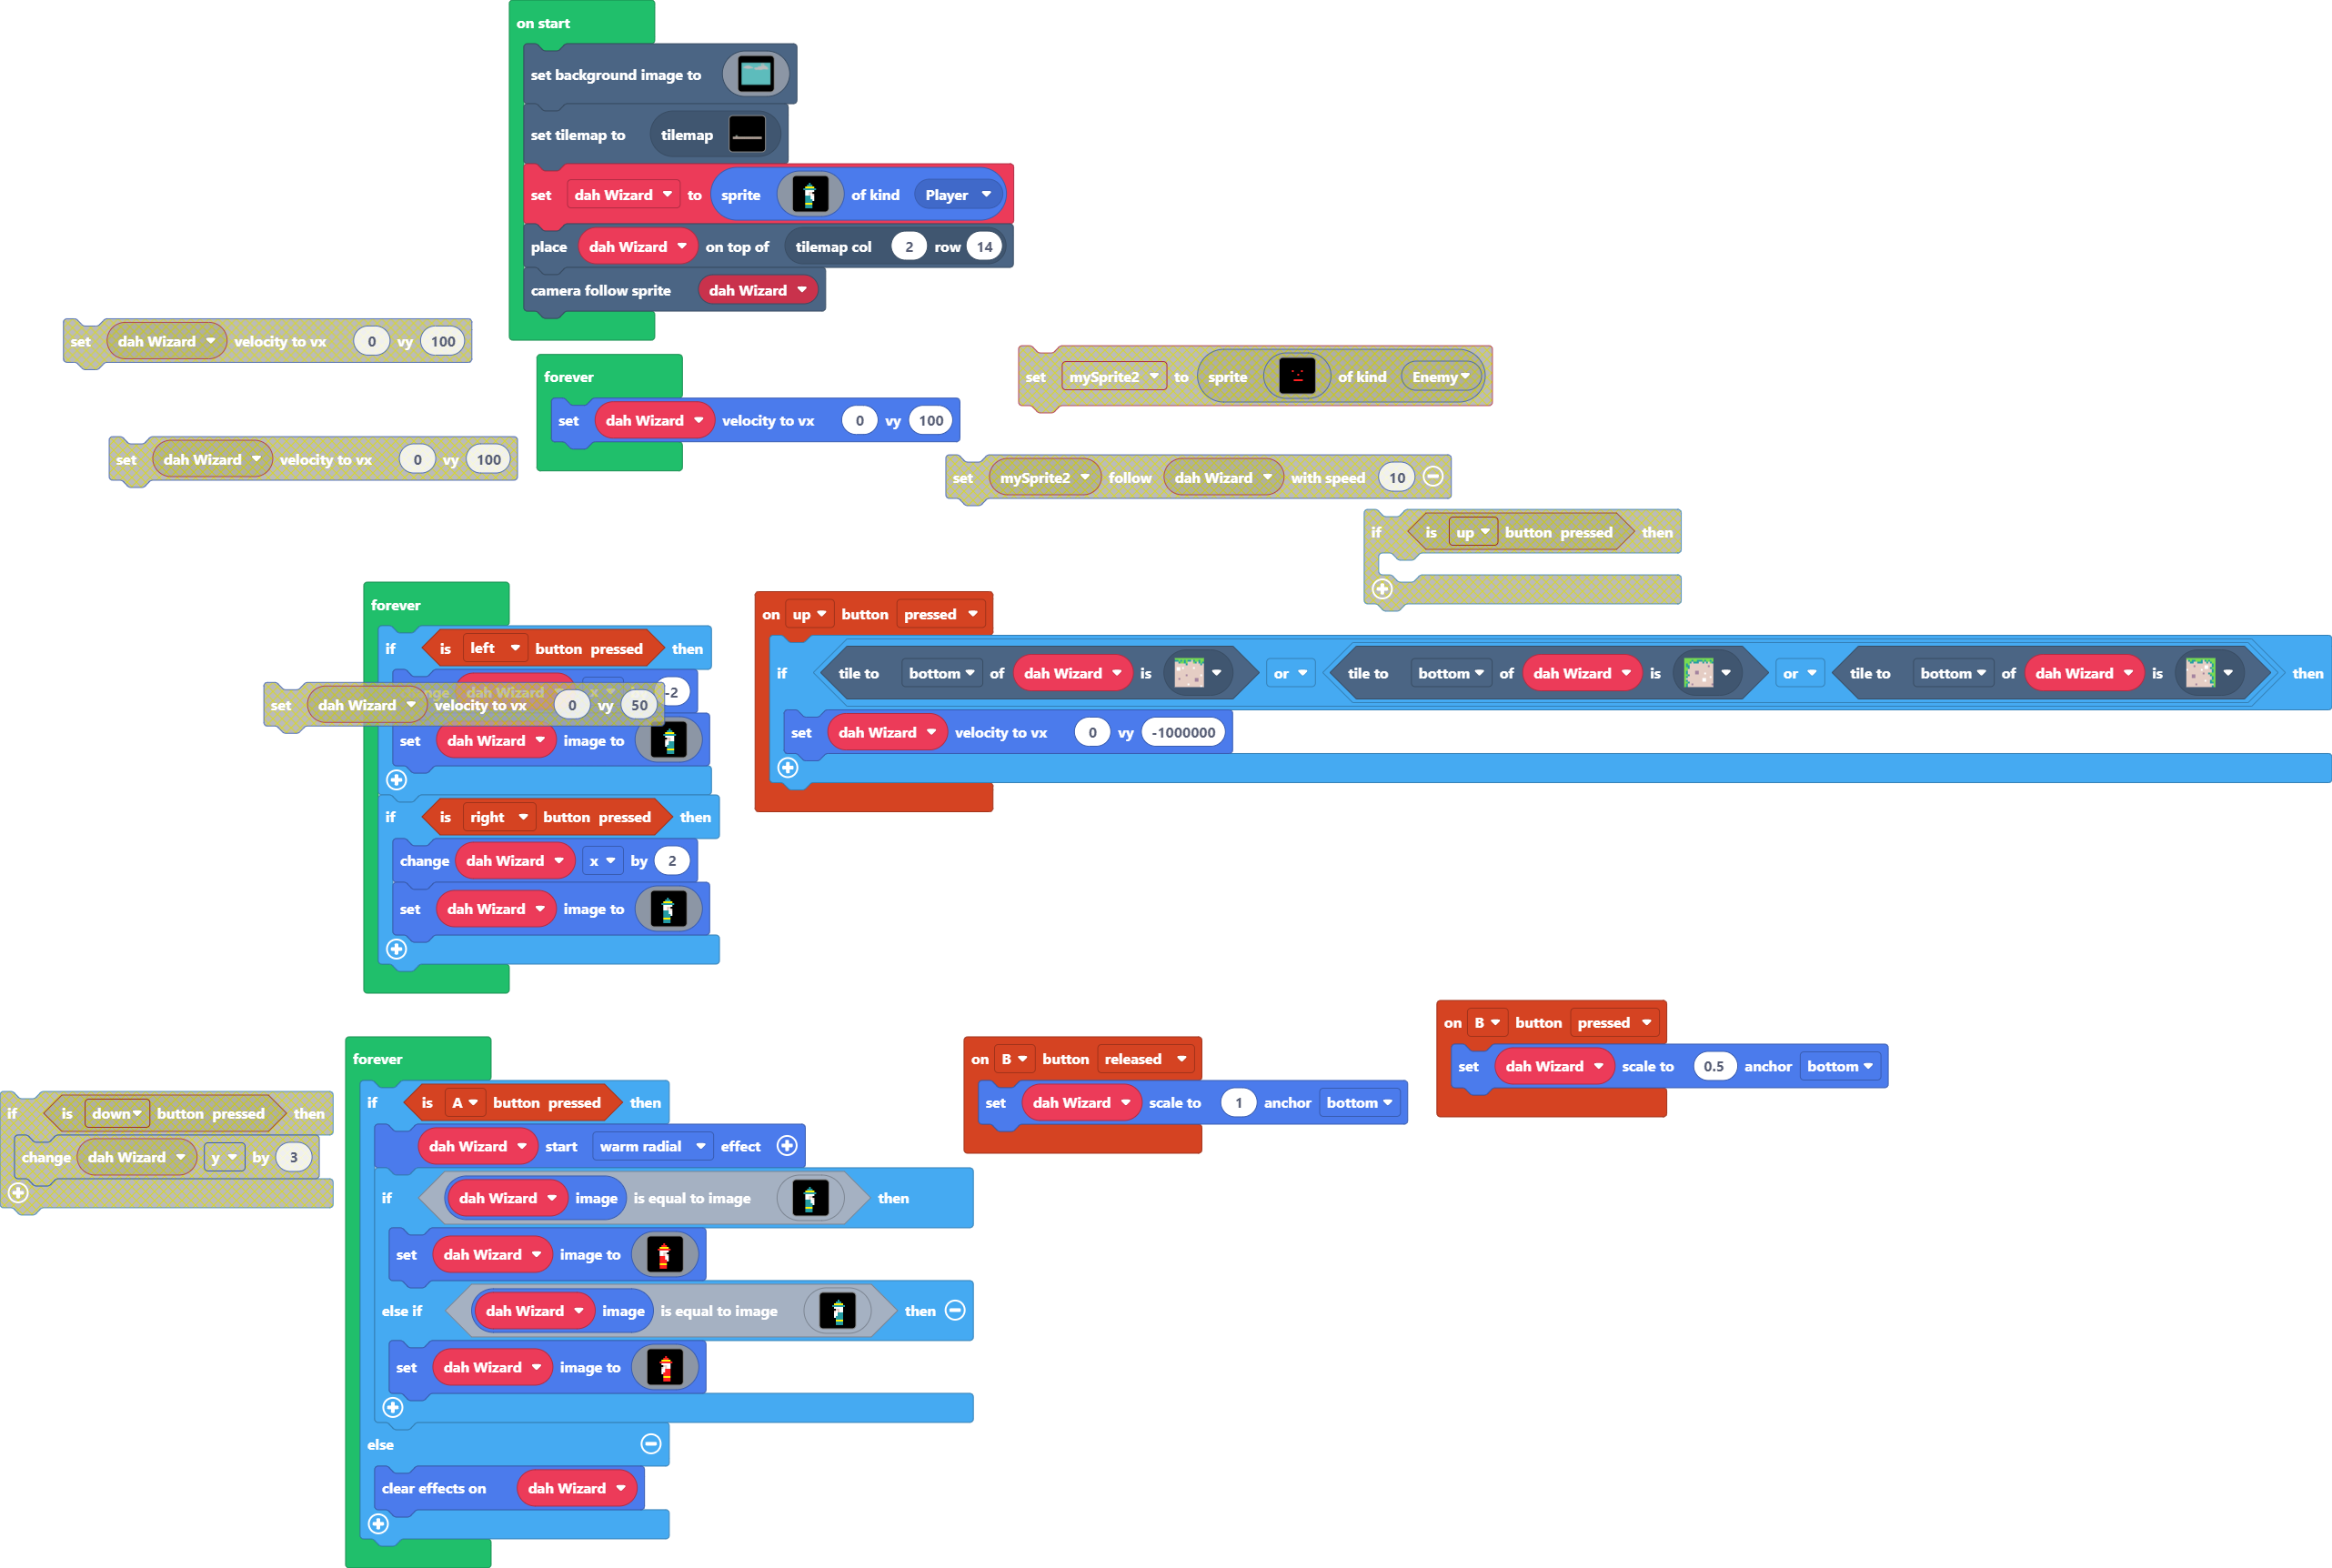 on start
set background image to
set tilemap to tilemap
set dah Wizard to sprite of kind Player
place dah Wizard on top of tilemap col 2 row 14
camera follow sprite dah Wizard
set dah Wizard velocity to vx 0 vy 100
forever
set dah Wizard velocity to vx 0 vy 100
set mySprite2 to sprite of kind Enemy
set dah Wizard velocity to vx 0 vy 100
set mySprite2 follow dah Wizard with speed 10
if is up button pressed then
forever
if is left button pressed then
change dah Wizard x -2
set dah Wizard velocity to vx 0 vy 50
set dah Wizard image to
if is right button pressed then
change dah Wizard x by 2
set dah Wizard image to
on up button pressed
if tile to bottom of dah Wizard is or tile to bottom of dah Wizard is or tile to bottom of dah Wizard is then
set dah Wizard velocity to vx 0 vy -1000000
if is down button pressed then
change dah Wizard y by 3
forever
if is A button pressed then
dah Wizard start warm radial effect
if dah Wizard image is equal to image then
set dah Wizard image to
else if dah Wizard image is equal to image then
set dah Wizard image to
else
clear effects on dah Wizard
on B button released
set dah Wizard scale to 1 anchor bottom
on B button pressed
set dah Wizard scale to 0.5 anchor bottom